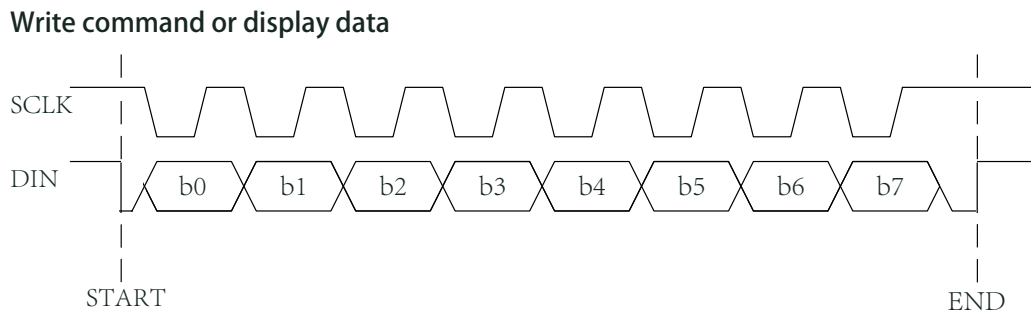 Write command or display data
SCLK
DIN b0 b1 b2 b3 b4 b5 b6 b7
START END